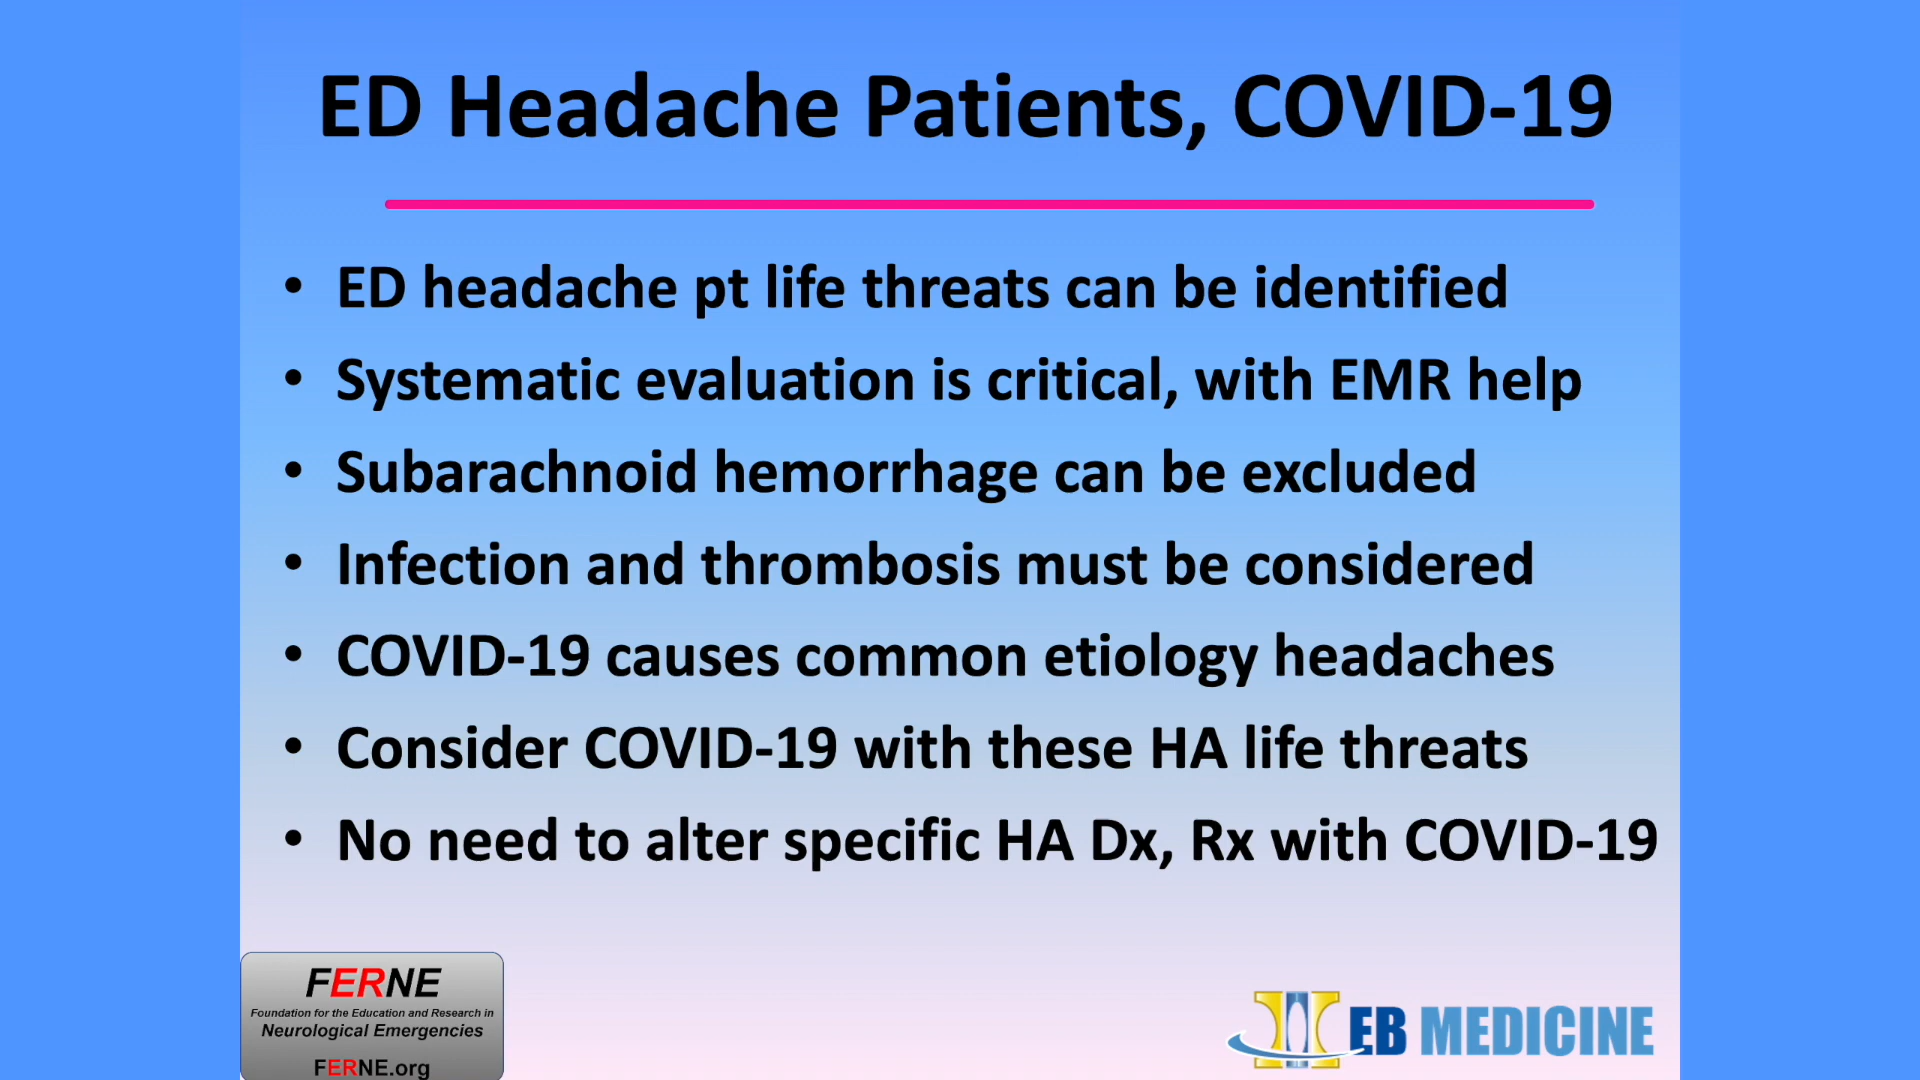 ED Headache Patients, COVID-19
• ED headache pt life threats can be identified
• Systematic evaluation is critical, with EMR help
• Subarachnoid hemorrhage can be excluded
• Infection and thrombosis must be considered
• COVID-19 causes common etiology headaches
• Consider COVID-19 with these HA life threats
• No need to alter specific HA Dx, Rx with COVID-19
FERNE
Foundation for the Education and Research in
Neurological Emergencies
FERNE.org
EB MEDICINE